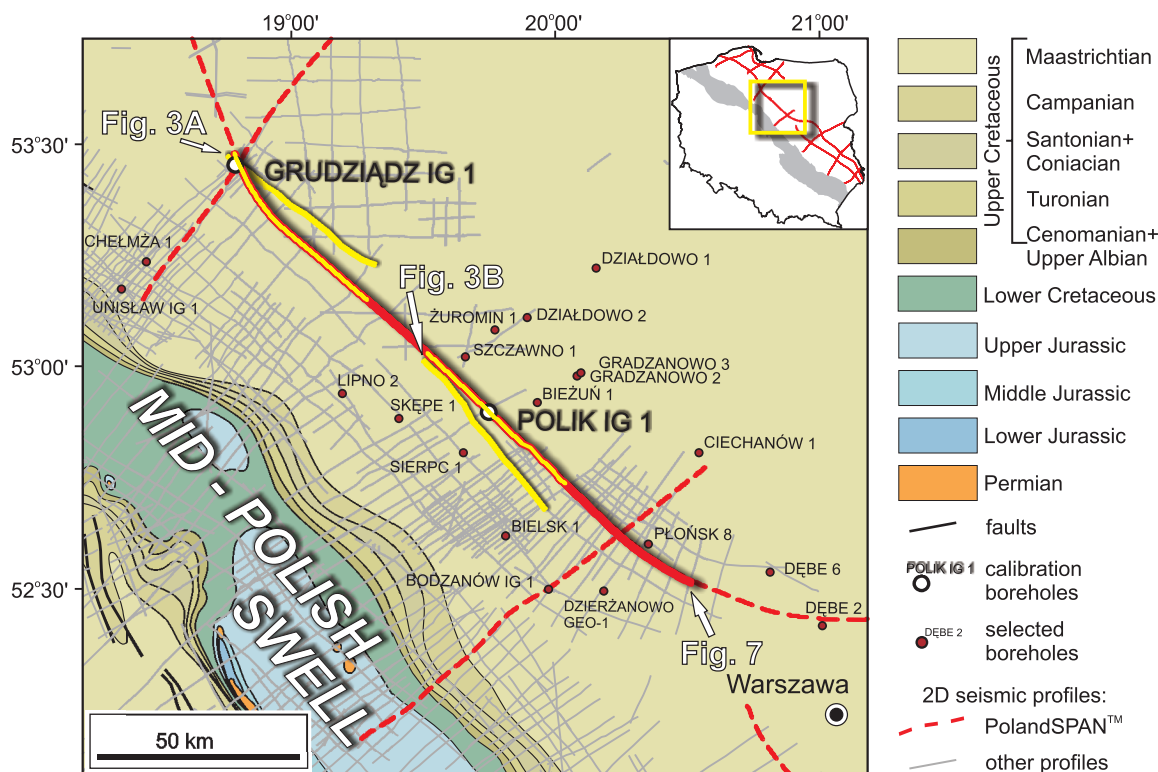 19°00'
20°00'
21°00'
53°30'
53°00'
52°30'
Fig. 3A
GRUDZIĄDZ IG 1
CHEŁMŻA 1
UNISŁAW IG 1
Fig. 3B
DZIAŁDOWO 1
ŻUROMIN 1
DZIAŁDOWO 2
SZCZAWNO 1
GRADZANOWO 3
GRADZANOWO 2
LIPNO 2
SKĘPE 1
BIEŻUŃ 1
POLIK IG 1
SIERPC 1
CIECHANÓW 1
BIELSK 1
PŁOŃSK 8
BODZANÓW IG 1
DZIERŻANOWO
GEO-1
DĘBE 6
DĘBE 2
Fig. 7
Warszawa
MID - POLISH
SWELL
50 km
Upper Cretaceous
Maastrichtian
Campanian
Santonian+
Coniacian
Turonian
Cenomanian+
Upper Albian
Lower Cretaceous
Upper Jurassic
Middle Jurassic
Lower Jurassic
Permian
faults
POLIK IG 1
calibration
boreholes
DĘBE 2
selected
boreholes
2D seismic profiles:
PolandSPAN™
other profiles